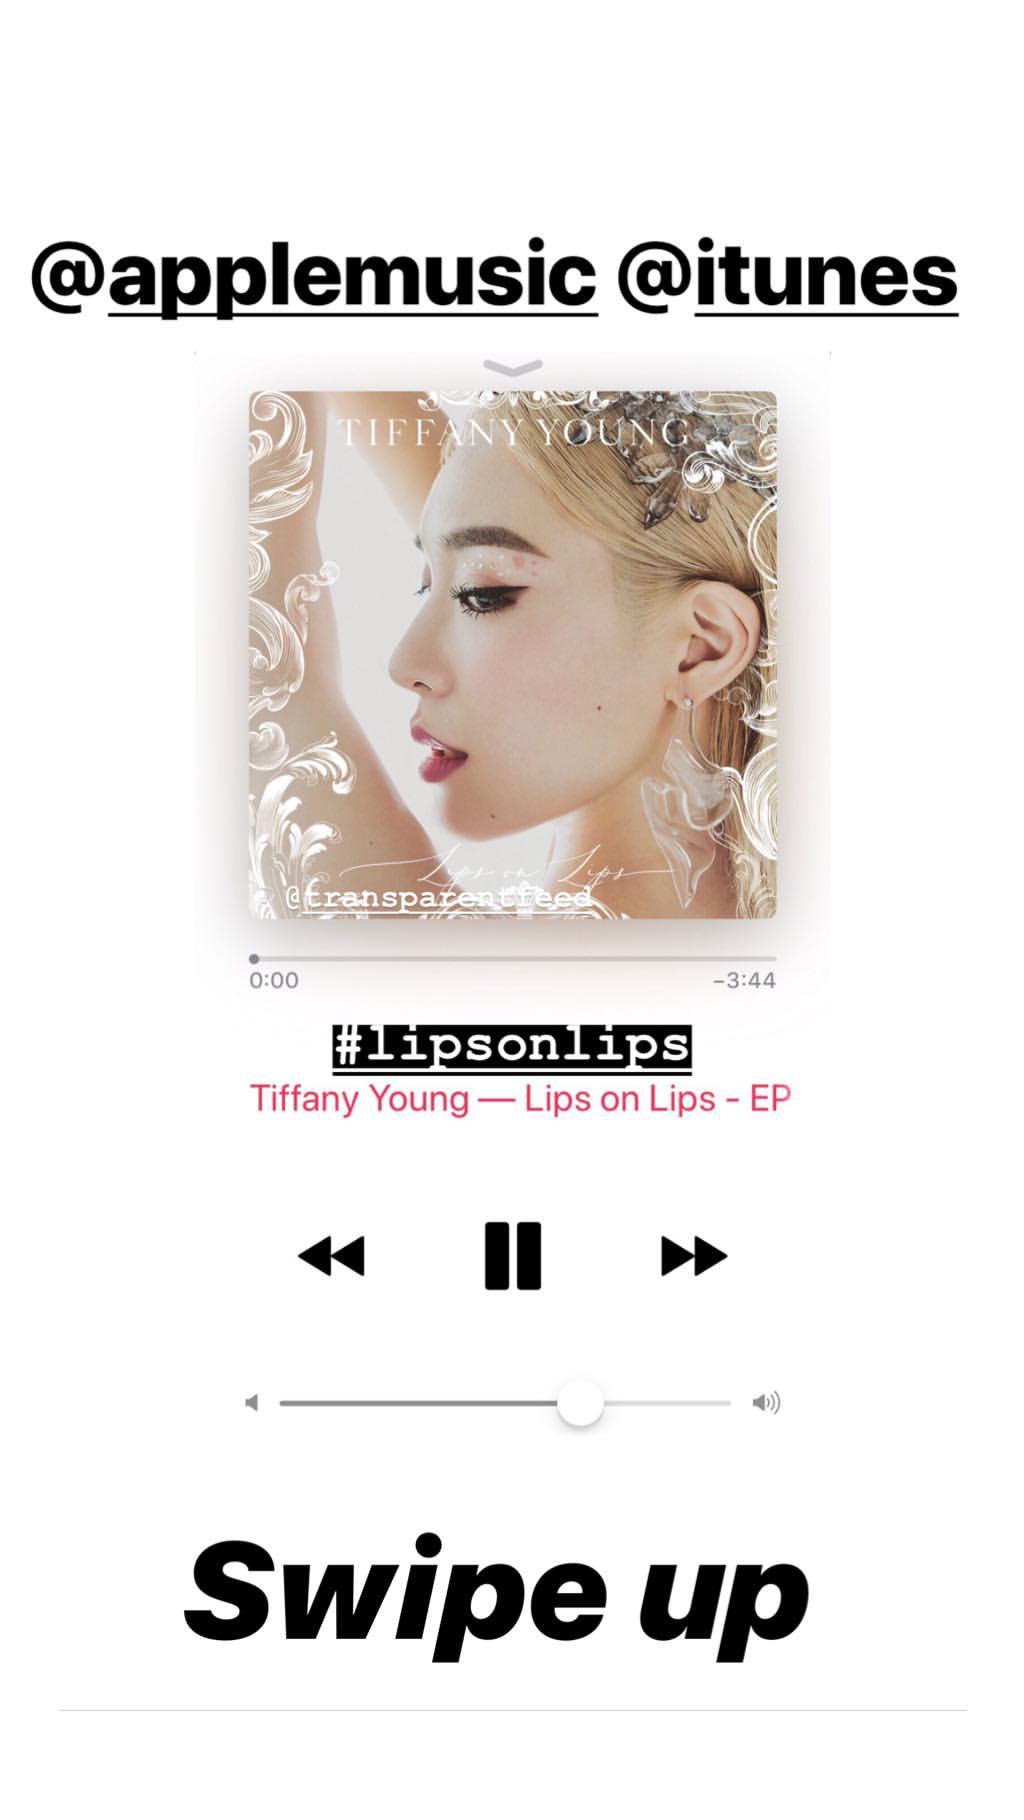 @applemusic @itunes
TIFFANY YOUNG
Lips on Lips
@transparentfeed
0:00 −3:44
#lipsonlips
Tiffany Young — Lips on Lips - EP
Swipe up